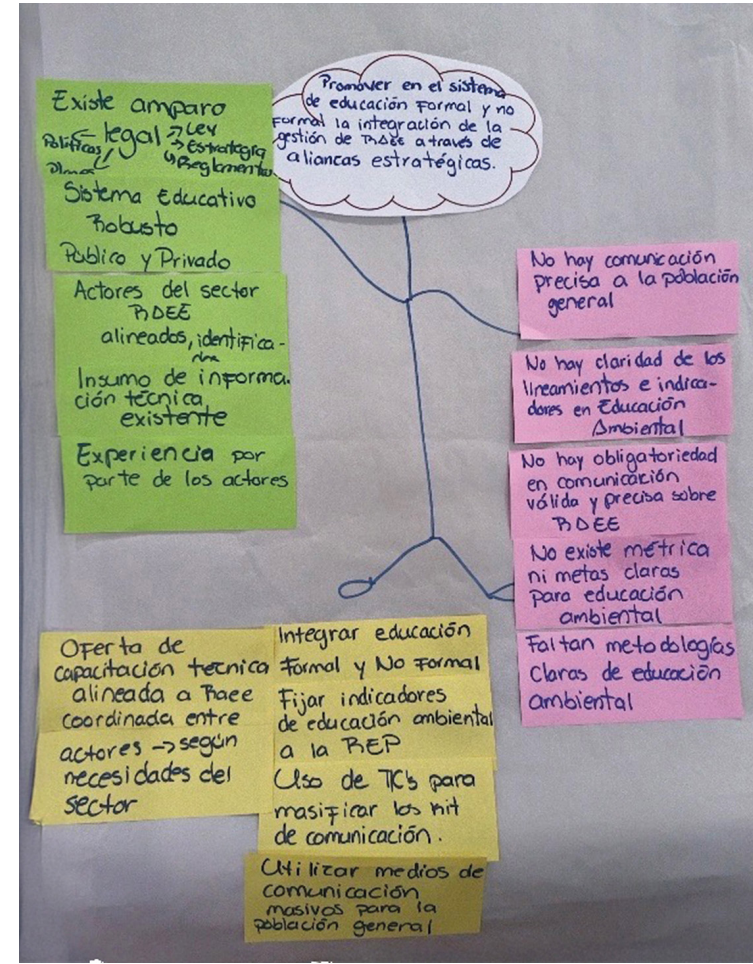 Promover en el sistema
de educación Formal y no
Formal la integración de la
gestión de RAEE a través de
aliancas estratégicas.
Existe amparo
legal → Ley
Políticas → Estrategia
Planes → Reglamento
Sistema Educativo
Robusto
Público y Privado
Actores del sector
RAEE
alineados, identifica-
dos
Insumo de informa.
ción técnica
existente
Experiencia por
parte de los actores
No hay comunicación
precisa a la población
general
No hay claridad de los
lineamientos e indica-
dores en Educación
Ambiental
No hay obligatoriedad
en comunicación
válida y precisa sobre
RAEE
No existe métrica
ni metas claras
para educación
ambiental
Faltan metodologías
Claras de educación
ambiental
Oferta de
capacitación técnica
alineada a Raee
coordinada entre
actores → según
necesidades del
sector
Integrar educación
Formal y No Formal
Fijar indicadores
de educación ambiental
a la REP
Uso de TIC's para
masificar los kit
de comunicación.
Utilizar medios de
comunicación
masivos para la
población general